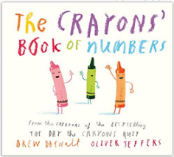 THE CRAYONS'
BOOK OF NUMBERS
From the creators of the #1 bestselling
THE DAY THE CRAYONS QUIT
DREW DAYWALT OLIVER JEFFERS